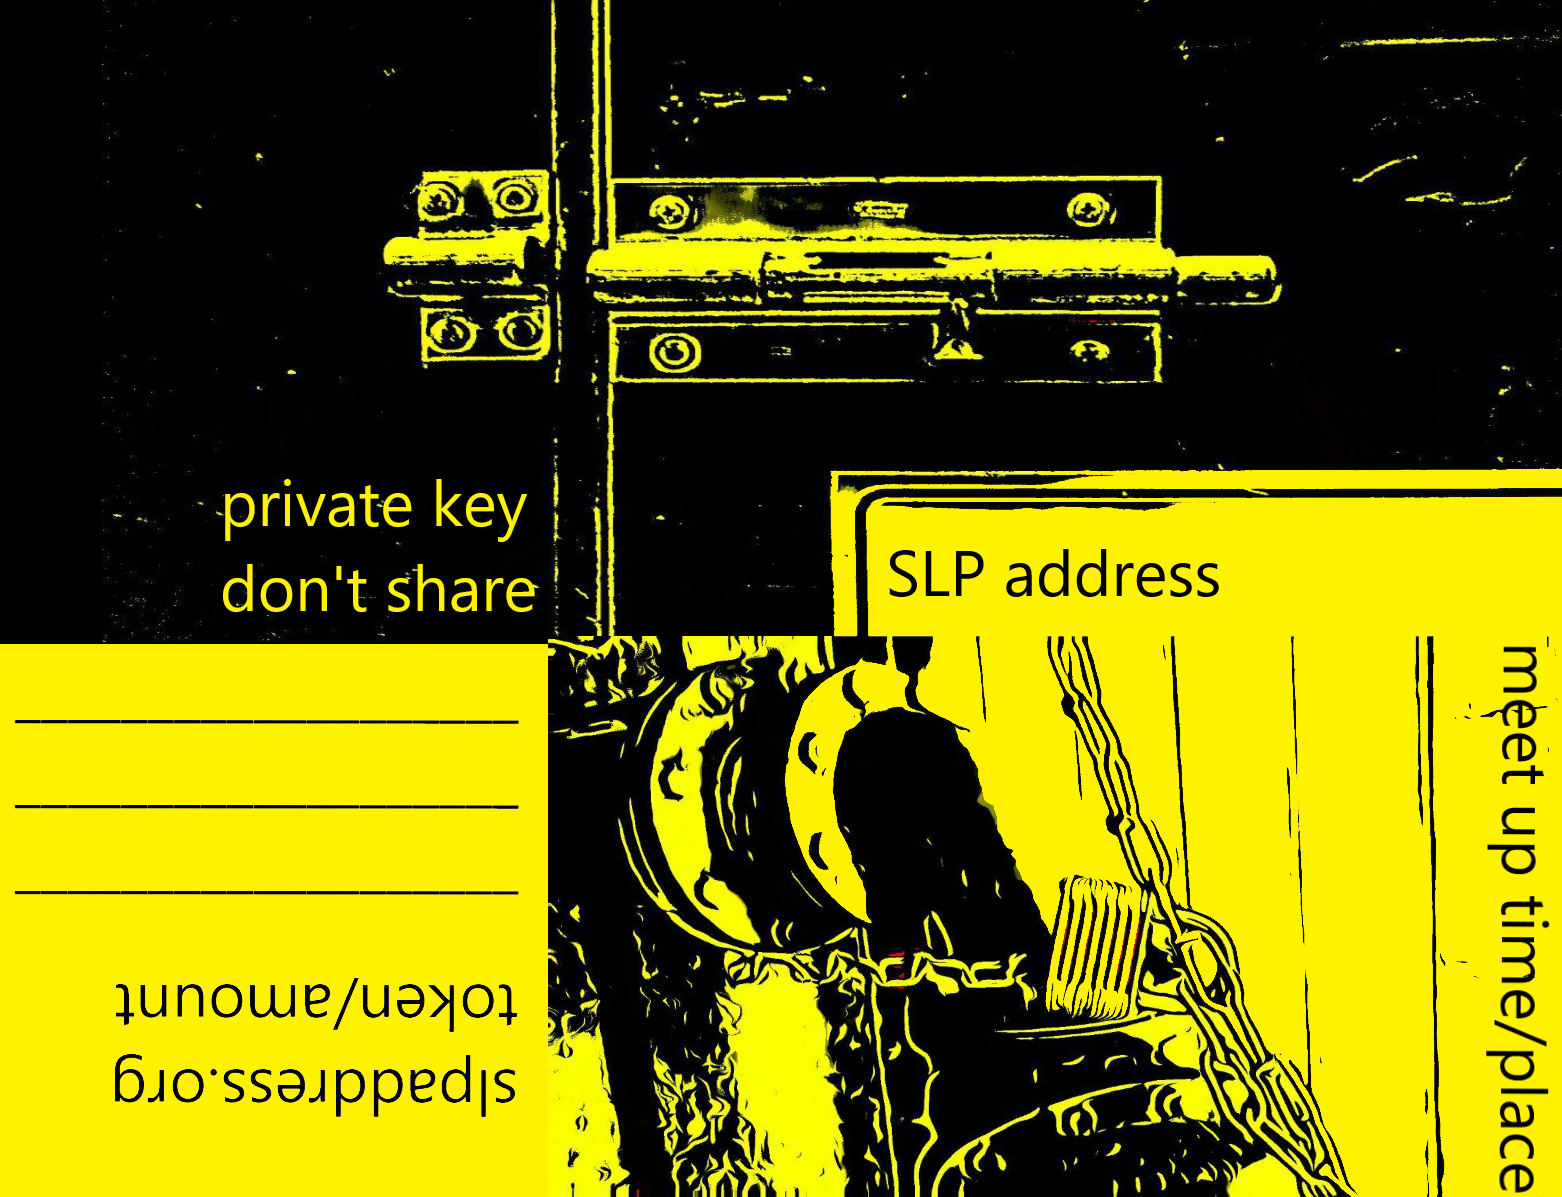 private key
don't share
SLP address
meet up time/place
slpaddress.org
token/amount